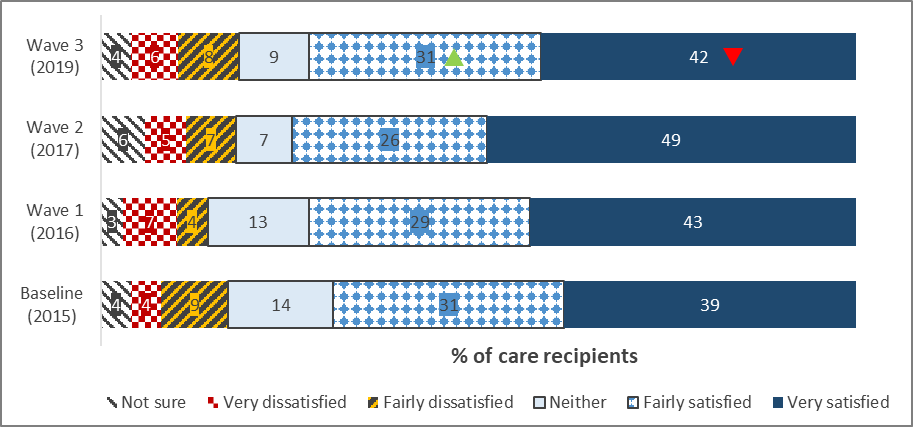 Wave 3
(2019)
4 6 8 9 31 42
Wave 2
(2017)
6 5 7 7 26 49
Wave 1
(2016)
3 7 4 13 29 43
Baseline
(2015)
4 4 9 14 31 39
% of care recipients
Not sure Very dissatisfied Fairly dissatisfied Neither Fairly satisfied Very satisfied